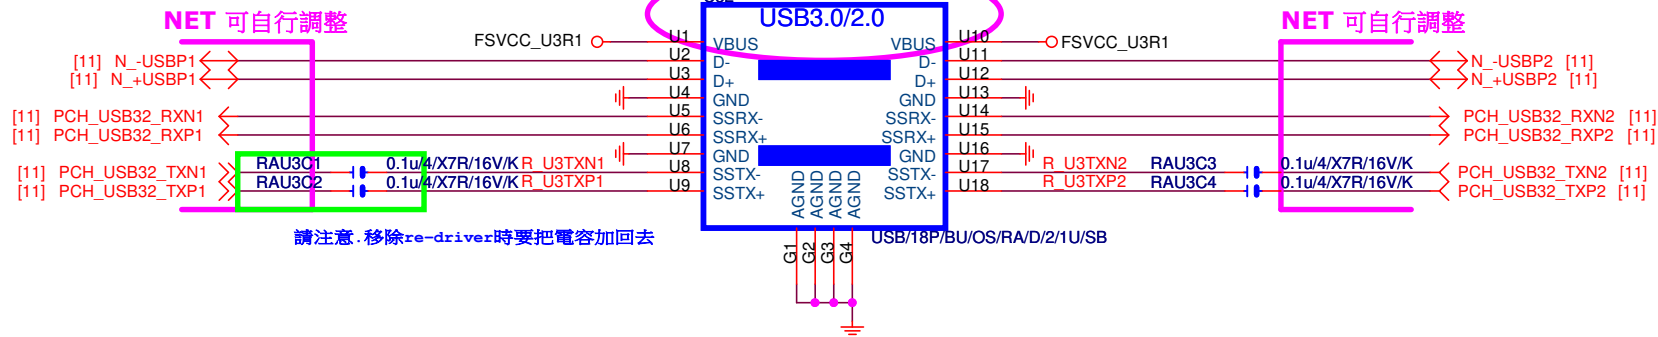 NET 可自行調整
USB3.0/2.0
NET 可自行調整
FSVCC_U3R1
U1
VBUS
VBUS
U10
FSVCC_U3R1
[11] N_-USBP1
U2
D-
D-
U11
N_-USBP2 [11]
[11] N_+USBP1
U3
D+
D+
U12
N_+USBP2 [11]
U4
GND
GND
U13
[11] PCH_USB32_RXN1
U5
SSRX-
SSRX-
U14
PCH_USB32_RXN2 [11]
[11] PCH_USB32_RXP1
U6
SSRX+
SSRX+
U15
PCH_USB32_RXP2 [11]
U7
GND
GND
U16
[11] PCH_USB32_TXN1
RAU3C1
0.1u/4/X7R/16V/K
R_U3TXN1
U8
SSTX-
SSTX-
U17
R_U3TXN2
RAU3C3
0.1u/4/X7R/16V/K
PCH_USB32_TXN2 [11]
[11] PCH_USB32_TXP1
RAU3C2
0.1u/4/X7R/16V/K
R_U3TXP1
U9
SSTX+
SSTX+
U18
R_U3TXP2
RAU3C4
0.1u/4/X7R/16V/K
PCH_USB32_TXP2 [11]
AGND
AGND
AGND
AGND
請注意.移除re-driver時要把電容加回去
USB/18P/BU/OS/RA/D/2/1U/SB
G1
G2
G3
G4